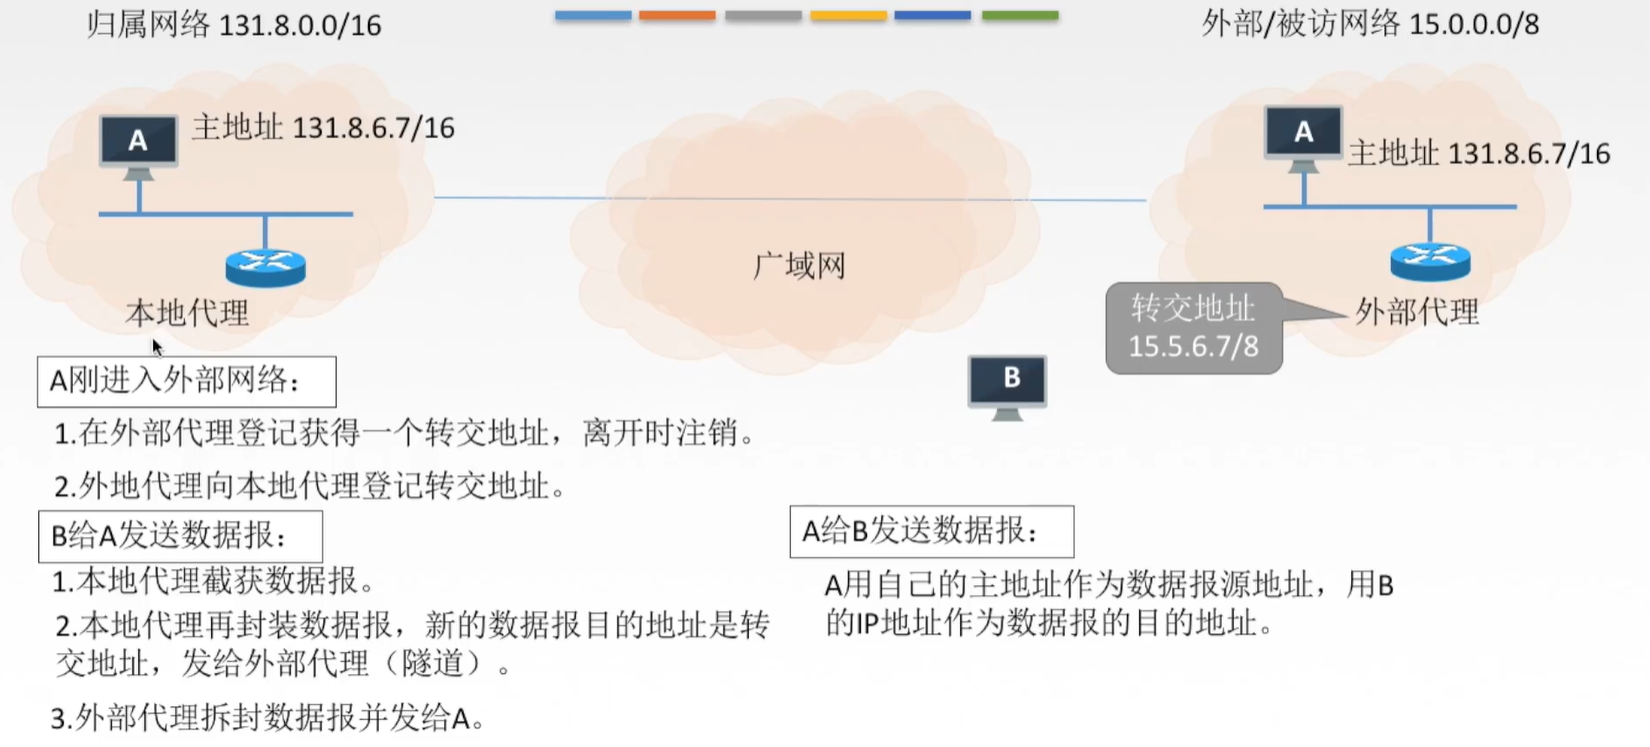 归属网络 131.8.0.0/16
外部/被访网络 15.0.0.0/8
A
主地址 131.8.6.7/16
A
主地址 131.8.6.7/16
广域网
本地代理
转交地址
15.5.6.7/8
外部代理
B
A刚进入外部网络：
1.在外部代理登记获得一个转交地址，离开时注销。
2.外地代理向本地代理登记转交地址。
B给A发送数据报：
1.本地代理截获数据报。
2.本地代理再封装数据报，新的数据报目的地址是转
交地址，发给外部代理（隧道）。
3.外部代理拆封数据报并发给A。
A给B发送数据报：
A用自己的主地址作为数据报源地址，用B
的IP地址作为数据报的目的地址。